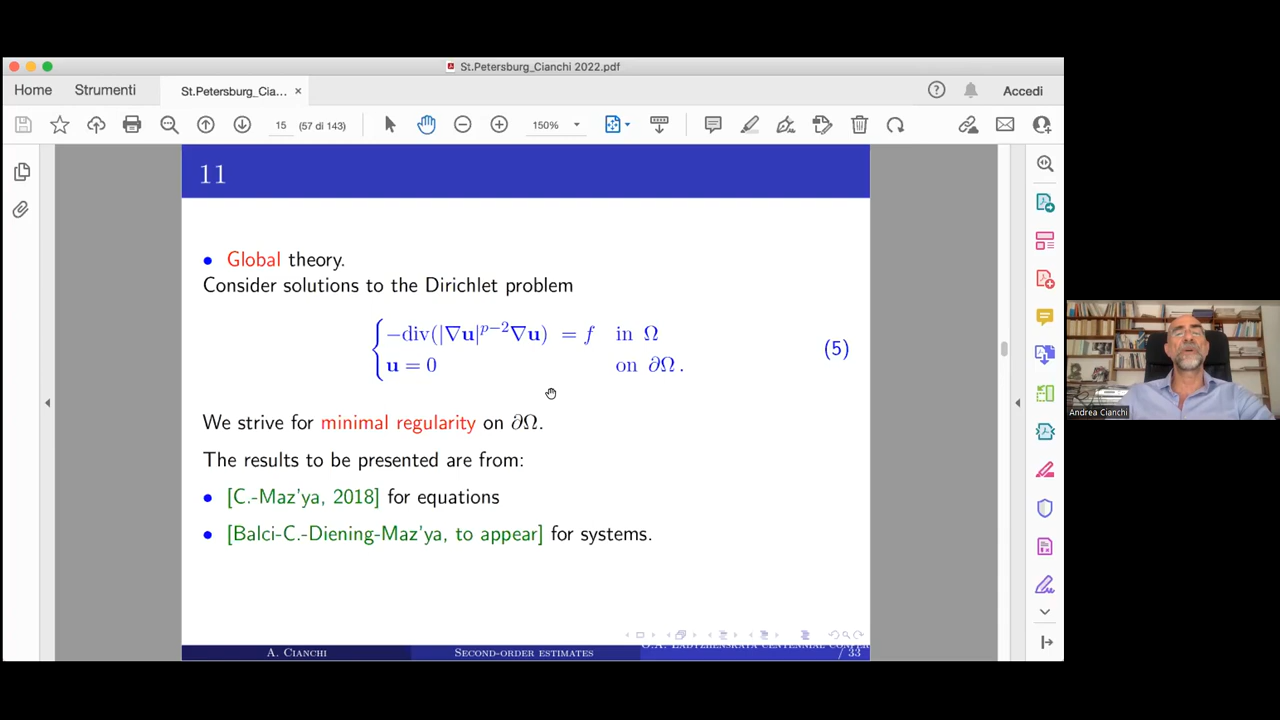 St.Petersburg_Cianchi 2022.pdf
Home Strumenti St.Petersburg_Cia... × Accedi
15 (57 di 143) 150%
11
• Global theory.
Consider solutions to the Dirichlet problem
−div(|∇u|^{p−2}∇u) = f in Ω
u = 0 on ∂Ω. (5)
We strive for minimal regularity on ∂Ω.
The results to be presented are from:
• [C.-Maz'ya, 2018] for equations
• [Balci-C.-Diening-Maz'ya, to appear] for systems.
A. Cianchi Second-order estimates / 33
Andrea Cianchi